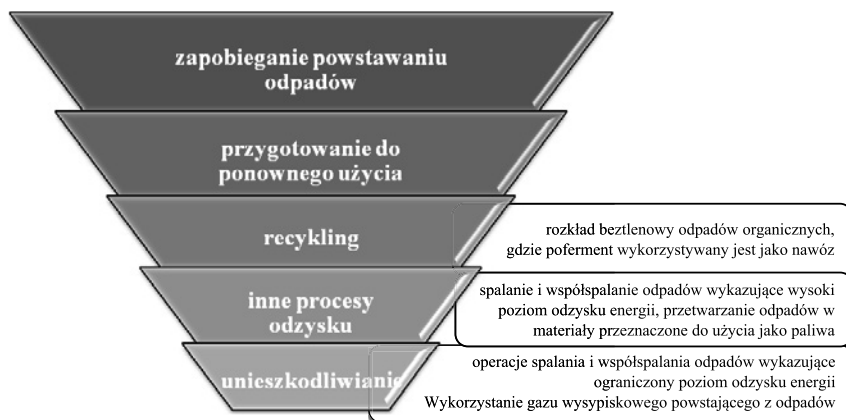 zapobieganie powstawaniu
odpadów
przygotowanie do
ponownego użycia
recykling
rozkład beztlenowy odpadów organicznych,
gdzie poferment wykorzystywany jest jako nawóz
inne procesy
odzysku
spalanie i współspalanie odpadów wykazujące wysoki
poziom odzysku energii, przetwarzanie odpadów w
materiały przeznaczone do użycia jako paliwa
unieszkodliwianie
operacje spalania i współspalania odpadów wykazujące
ograniczony poziom odzysku energii
Wykorzystanie gazu wysypiskowego powstającego z odpadów